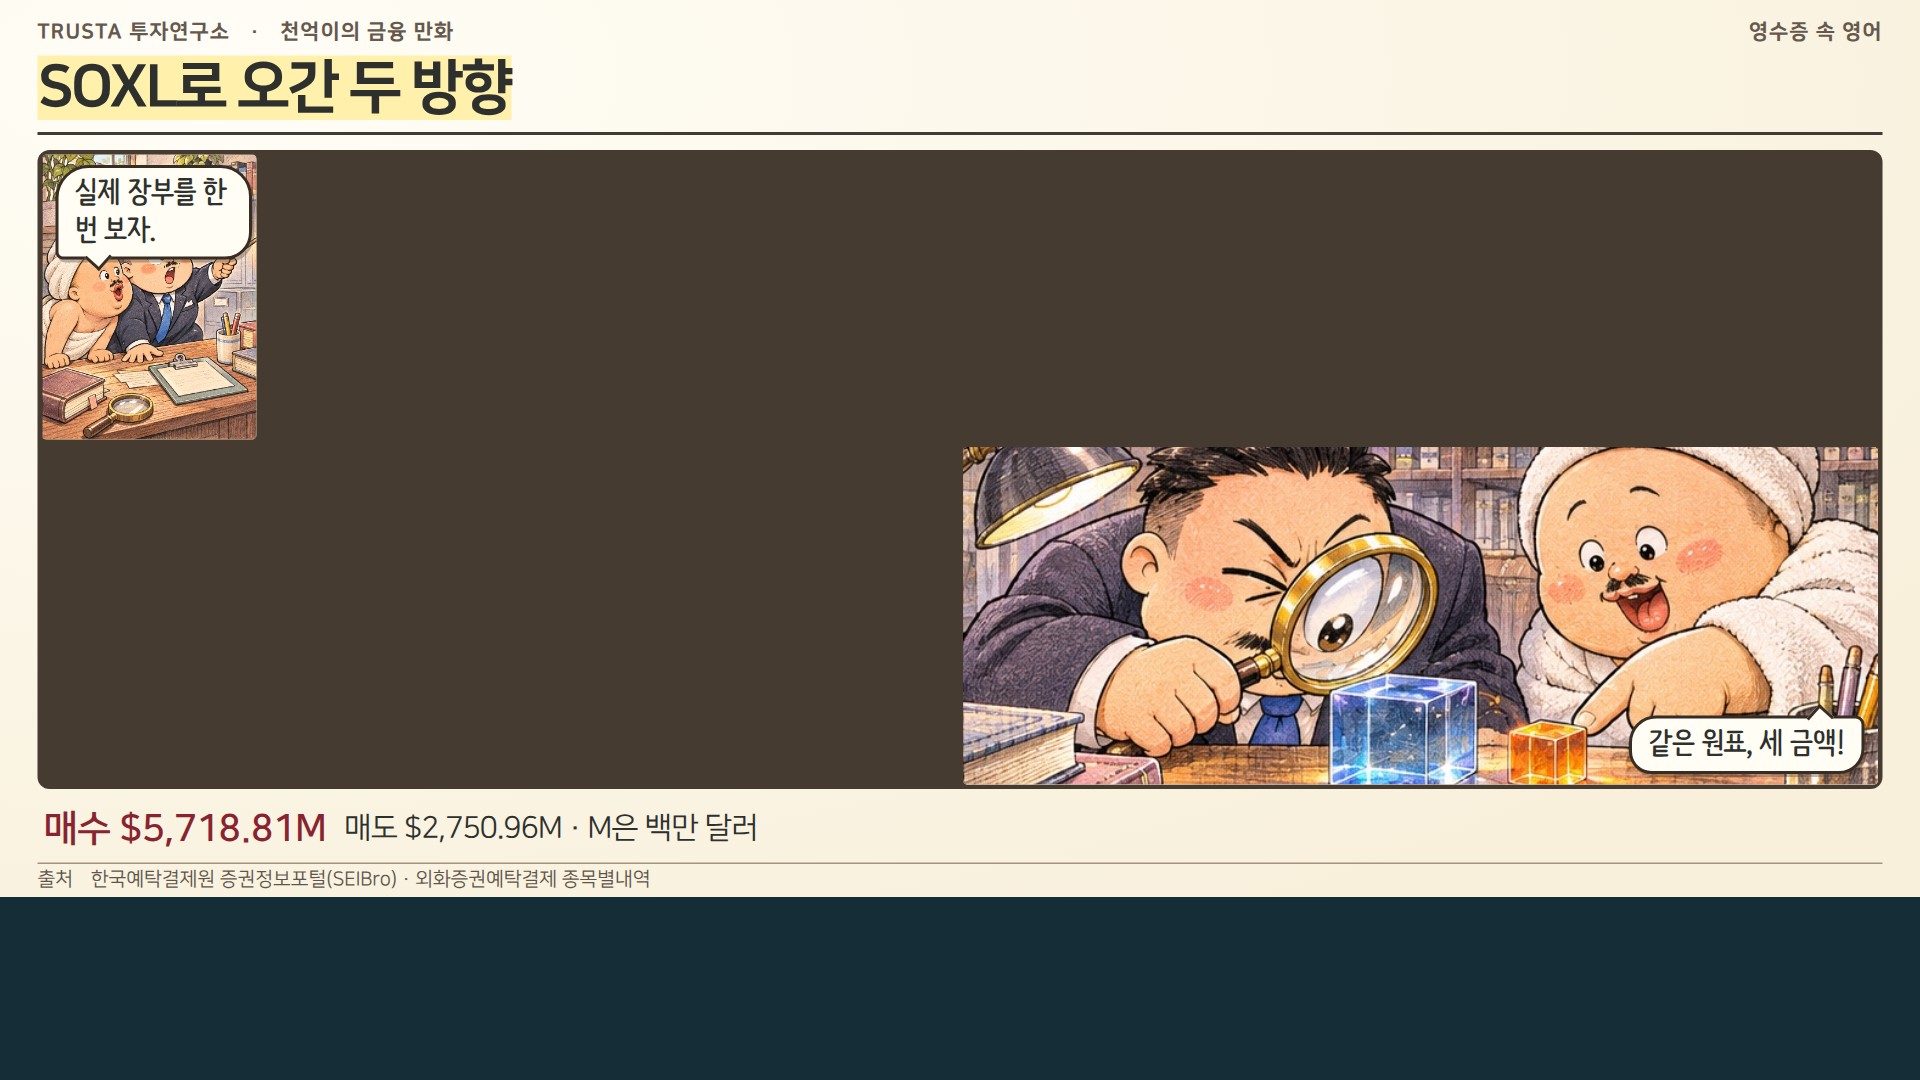 TRUSTA 투자연구소 · 천억이의 금융 만화
영수증 속 영어
SOXL로 오간 두 방향
실제 장부를 한
번 보자.
같은 원표, 세 금액!
매수 $5,718.81M 매도 $2,750.96M · M은 백만 달러
출처 한국예탁결제원 증권정보포털(SEIBro) · 외화증권예탁결제 종목별내역